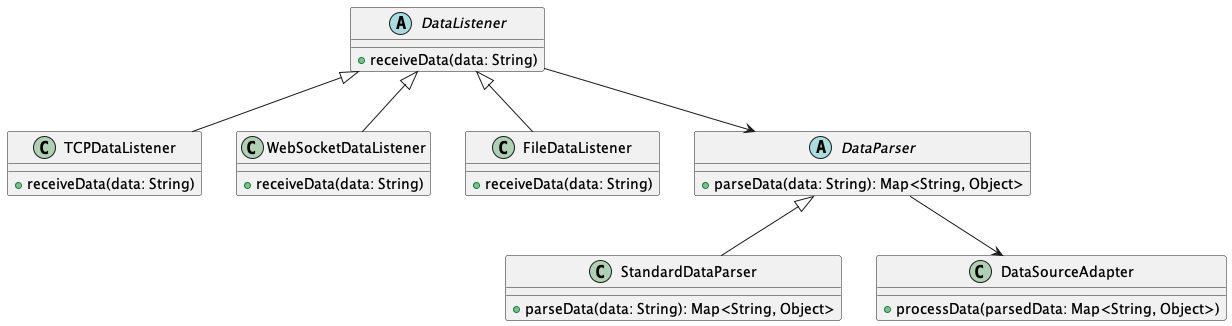 A DataListener
receiveData(data: String)
C TCPDataListener
receiveData(data: String)
C WebSocketDataListener
receiveData(data: String)
C FileDataListener
receiveData(data: String)
A DataParser
parseData(data: String): Map<String, Object>
C StandardDataParser
parseData(data: String): Map<String, Object>
C DataSourceAdapter
processData(parsedData: Map<String, Object>)